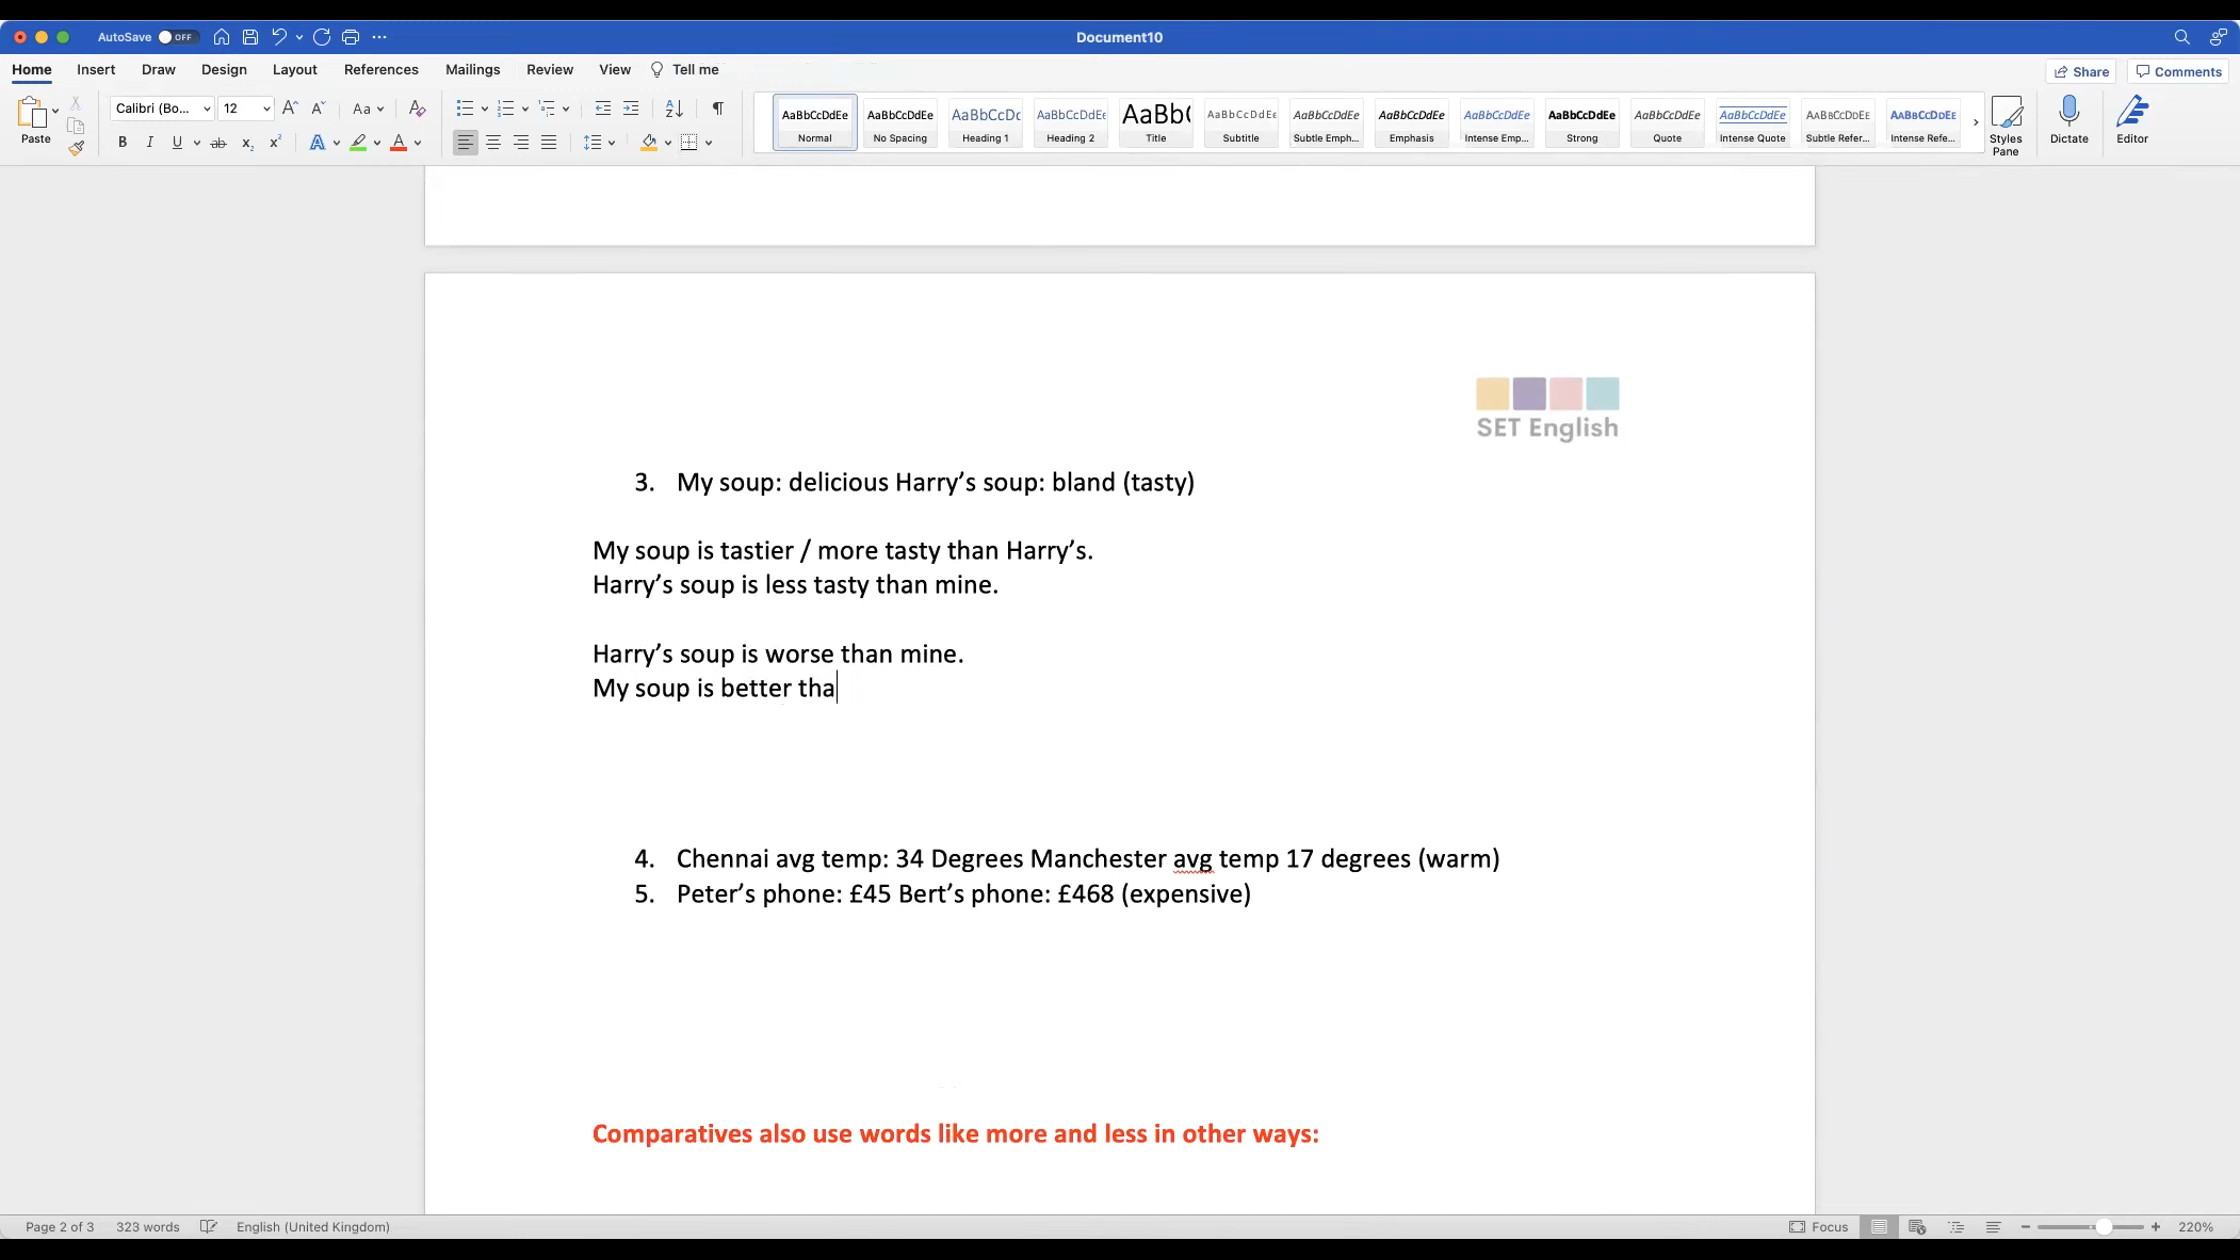 AutoSave OFF Document10
Home Insert Draw Design Layout References Mailings Review View Tell me Share Comments
Paste Calibri (Bo... 12 Aa
B I U ab x₂ x² A A
AaBbCcDdEe AaBbCcDdEe AaBbCcDc AaBbCcDdEe AaBb( AaBbCcDdEe AaBbCcDdEe AaBbCcDdEe AaBbCcDdEe AaBbCcDdEe AaBbCcDdEe AaBbCcDdEe AaBbCcDdEe AaBbCcDdEe
Normal No Spacing Heading 1 Heading 2 Title Subtitle Subtle Emph... Emphasis Intense Emp... Strong Quote Intense Quote Subtle Refer... Intense Refe... Styles Pane Dictate Editor
SET English
3. My soup: delicious Harry’s soup: bland (tasty)
My soup is tastier / more tasty than Harry’s.
Harry’s soup is less tasty than mine.
Harry’s soup is worse than mine.
My soup is better tha
4. Chennai avg temp: 34 Degrees Manchester avg temp 17 degrees (warm)
5. Peter’s phone: £45 Bert’s phone: £468 (expensive)
Comparatives also use words like more and less in other ways:
Page 2 of 3 323 words English (United Kingdom) Focus 220%